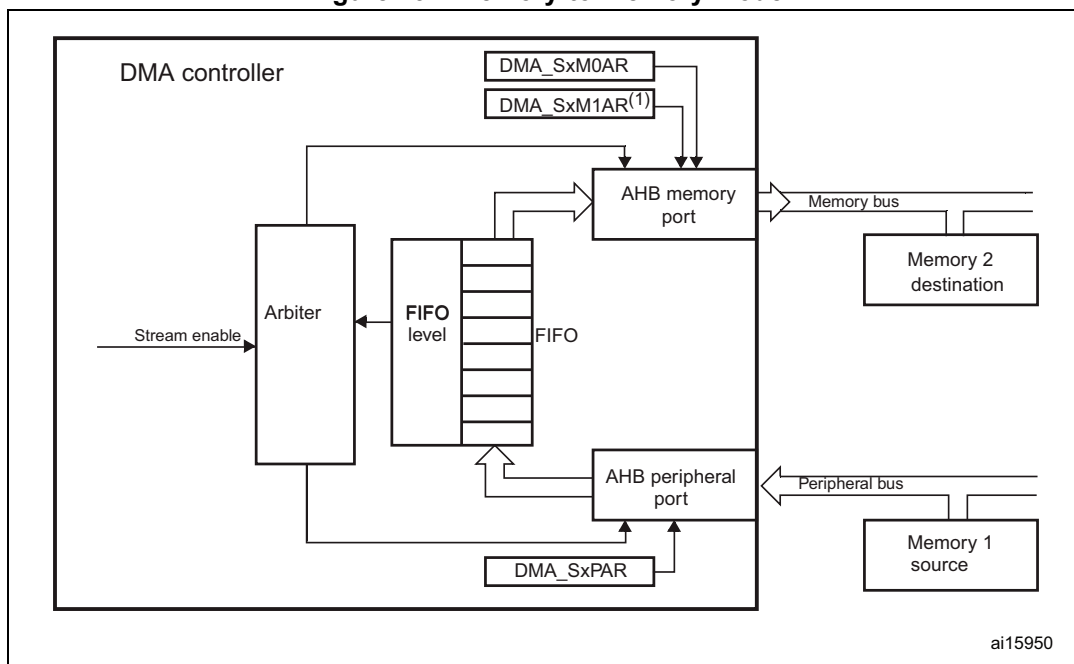 DMA controller
DMA_SxM0AR
DMA_SxM1AR(1)
AHB memory
port
Memory bus
Memory 2
destination
Arbiter
FIFO
level
FIFO
Stream enable
AHB peripheral
port
Peripheral bus
Memory 1
source
DMA_SxPAR
ai15950